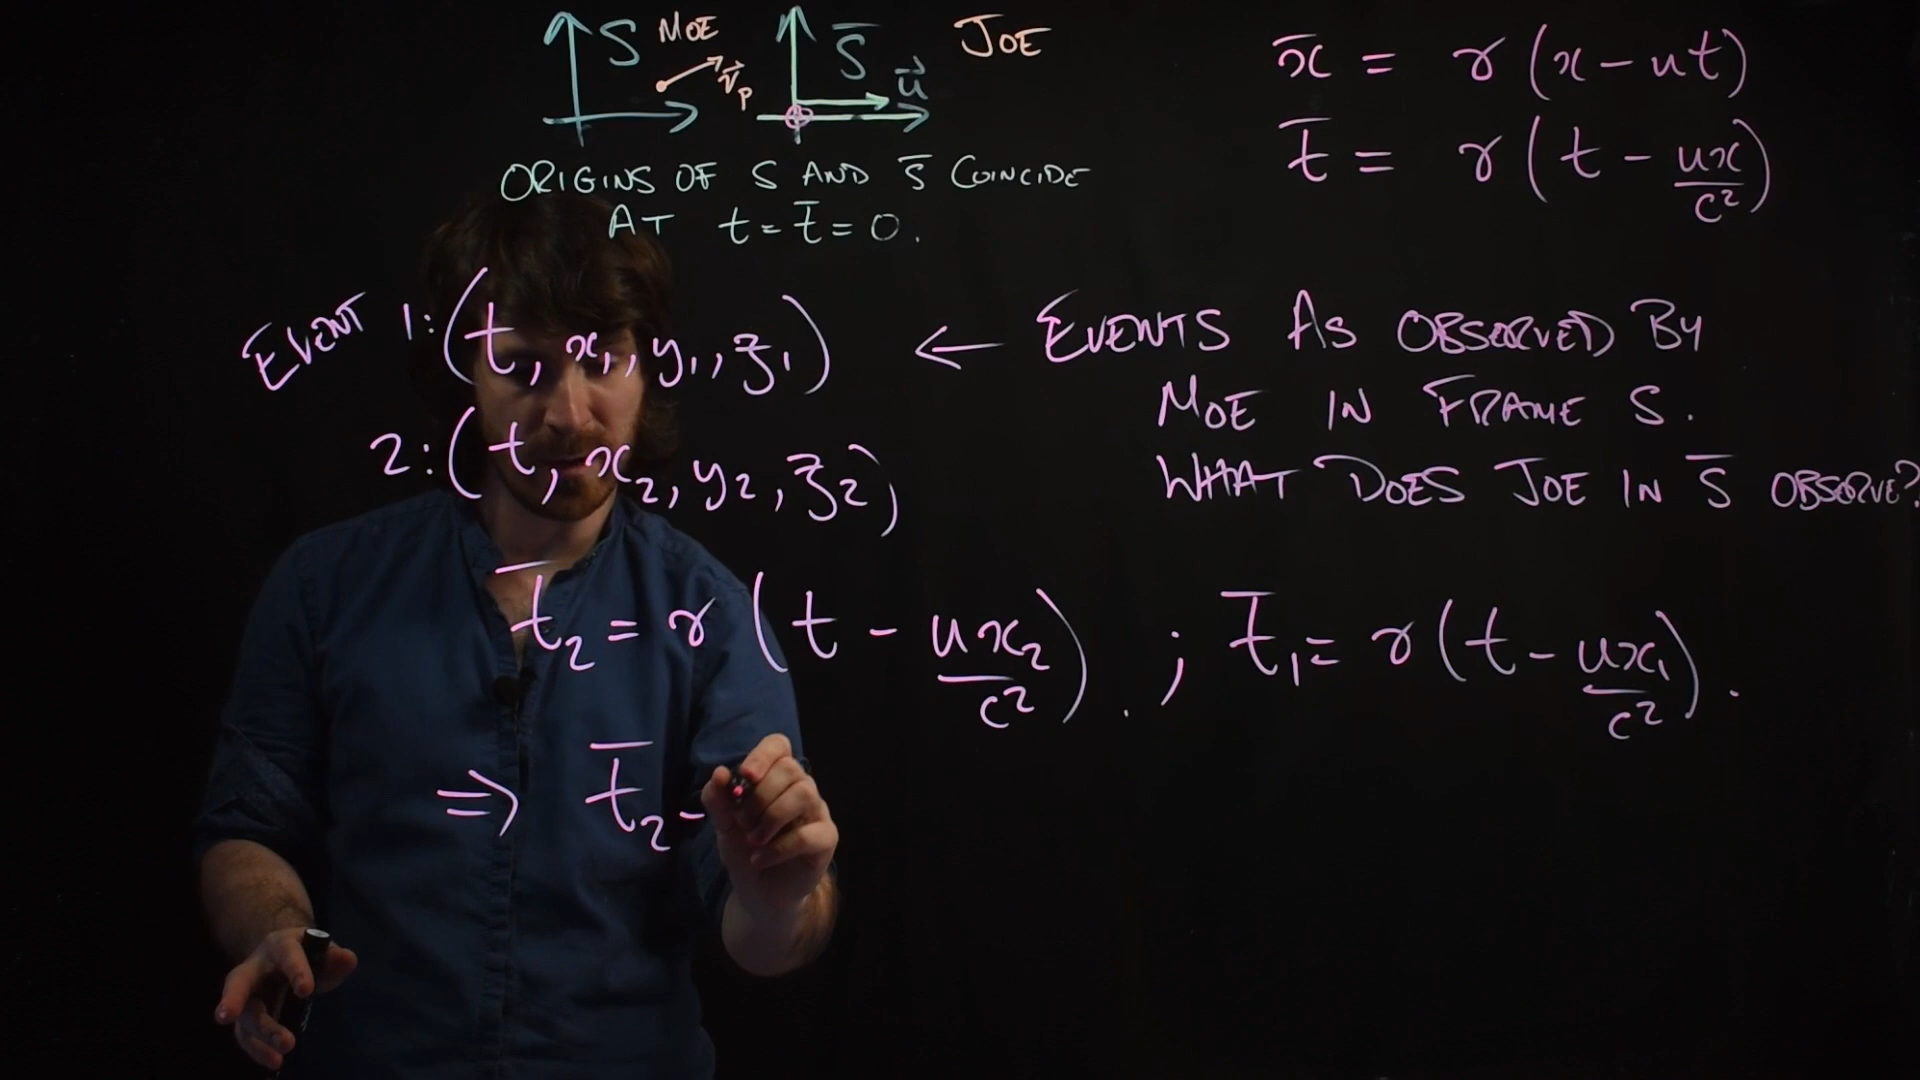 S MOE S̅ JOE
v⃗ₚ u⃗
ORIGINS OF S AND S̅ COINCIDE
AT t = t̅ = 0.
x̅ = γ(x - ut)
t̅ = γ(t - ux/c²)
EVENT 1: (t, x₁, y₁, z₁) ← EVENTS AS OBSERVED BY
MOE IN FRAME S.
2: (t, x₂, y₂, z₂)
WHAT DOES JOE IN S̅ OBSERVE?
t̅₂ = γ(t - ux₂/c²). ; t̅₁ = γ(t - ux₁/c²).
⇒ t̅₂ -